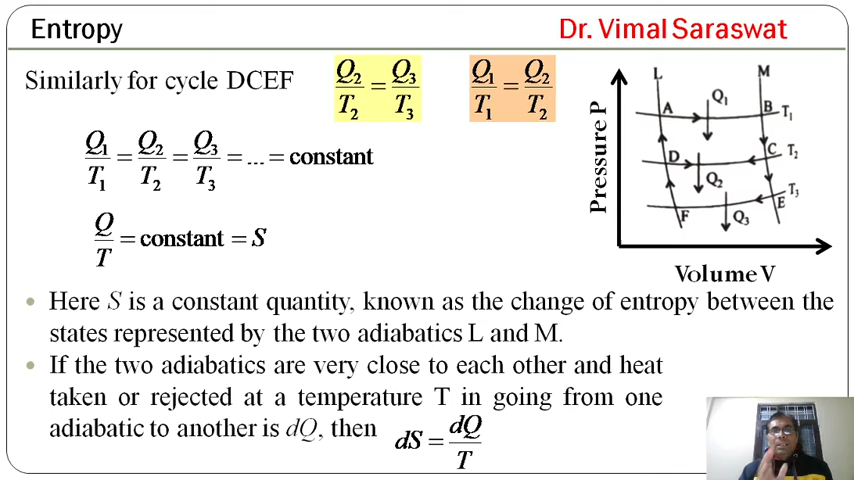 Entropy
Dr. Vimal Saraswat
Similarly for cycle DCEF
Q₂/T₂ = Q₃/T₃
Q₁/T₁ = Q₂/T₂
Q₁/T₁ = Q₂/T₂ = Q₃/T₃ = ... = constant
Q/T = constant = S
Pressure P
L
M
Q₁
A
B
T₁
D
C
T₂
Q₂
T₃
F
Q₃
E
Volume V
• Here S is a constant quantity, known as the change of entropy between the
states represented by the two adiabatics L and M.
• If the two adiabatics are very close to each other and heat
taken or rejected at a temperature T in going from one
adiabatic to another is dQ, then dS = dQ/T